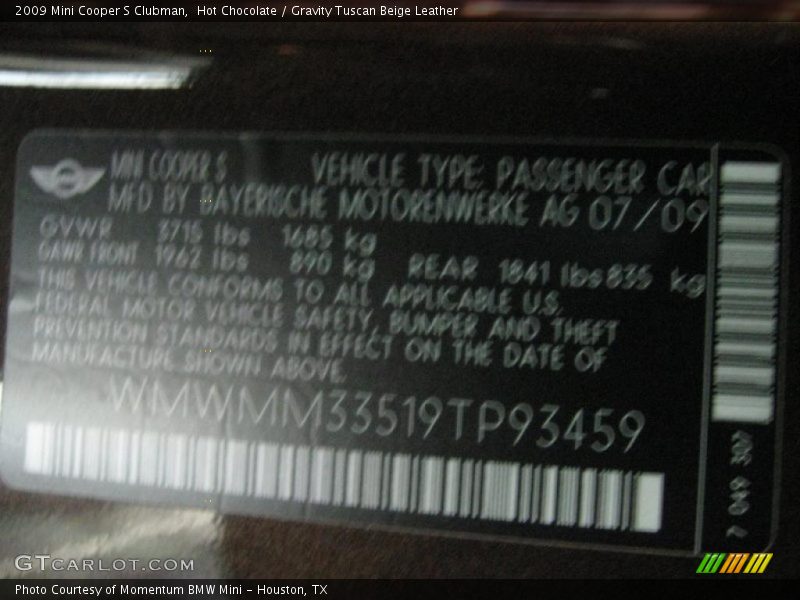 2009 Mini Cooper S Clubman,  Hot Chocolate / Gravity Tuscan Beige Leather
MINI COOPER S VEHICLE TYPE: PASSENGER CAR
MFD BY BAYERISCHE MOTORENWERKE AG 07/09
GVWR 3715 lbs 1685 kg
GAWR FRONT 1962 lbs 890 kg REAR 1841 lbs 835 kg
THIS VEHICLE CONFORMS TO ALL APPLICABLE U.S.
FEDERAL MOTOR VEHICLE SAFETY, BUMPER AND THEFT
PREVENTION STANDARDS IN EFFECT ON THE DATE OF
MANUFACTURE SHOWN ABOVE.
WMWMM33519TP93459
7 049 307
GTCARLOT.COM
Photo Courtesy of Momentum BMW Mini - Houston, TX